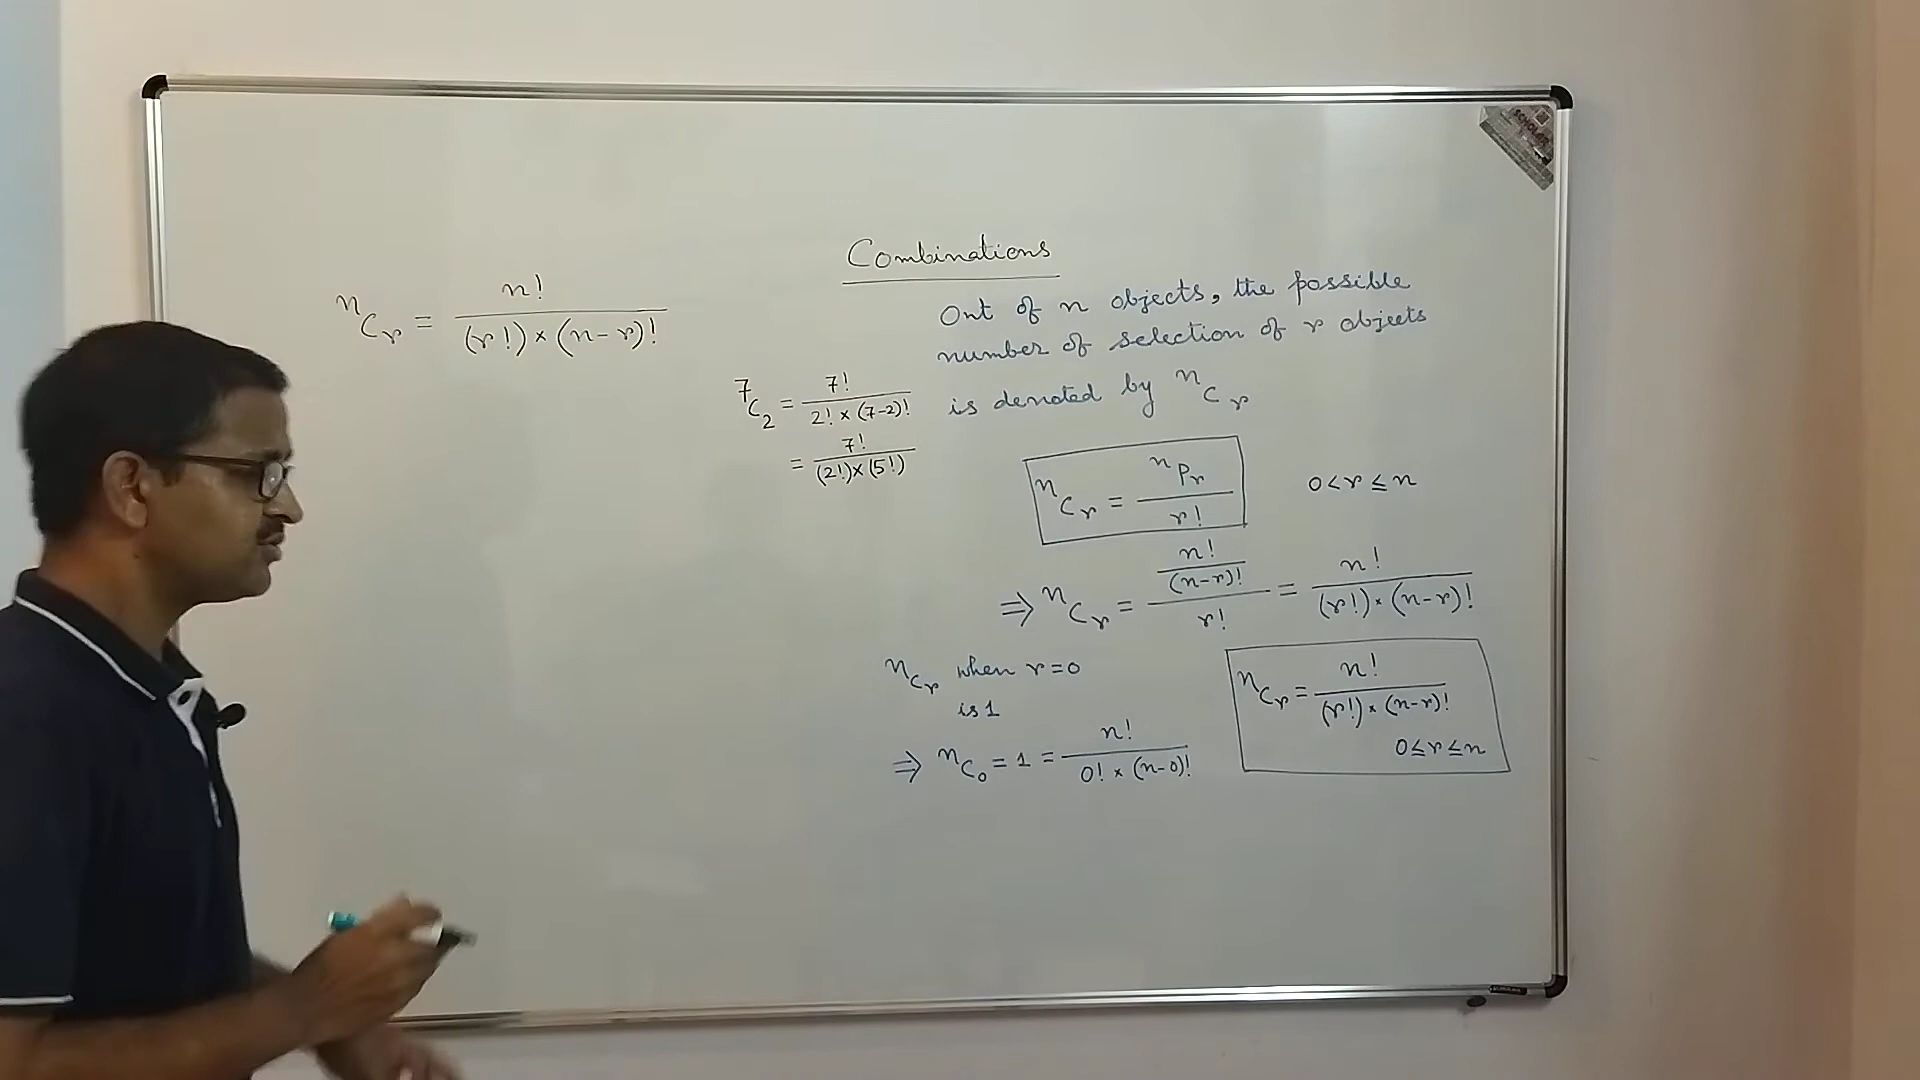 Combinations
Out of n objects, the possible
number of selection of r objects
is denoted by ⁿCᵣ
ⁿCᵣ = n! / ((r!) × (n-r)!)
⁷C₂ = 7! / (2! × (7-2)!)
= 7! / ((2!)×(5!))
ⁿCᵣ = ⁿPᵣ / r!   0<r≤n
⇒ ⁿCᵣ = (n! / (n-r)!) / r! = n! / ((r!) × (n-r)!)
ⁿCᵣ when r=0
is 1
⇒ ⁿC₀ = 1 = n! / (0! × (n-0)!)
ⁿCᵣ = n! / ((r!) × (n-r)!)
0≤r≤n
SCHOLAR